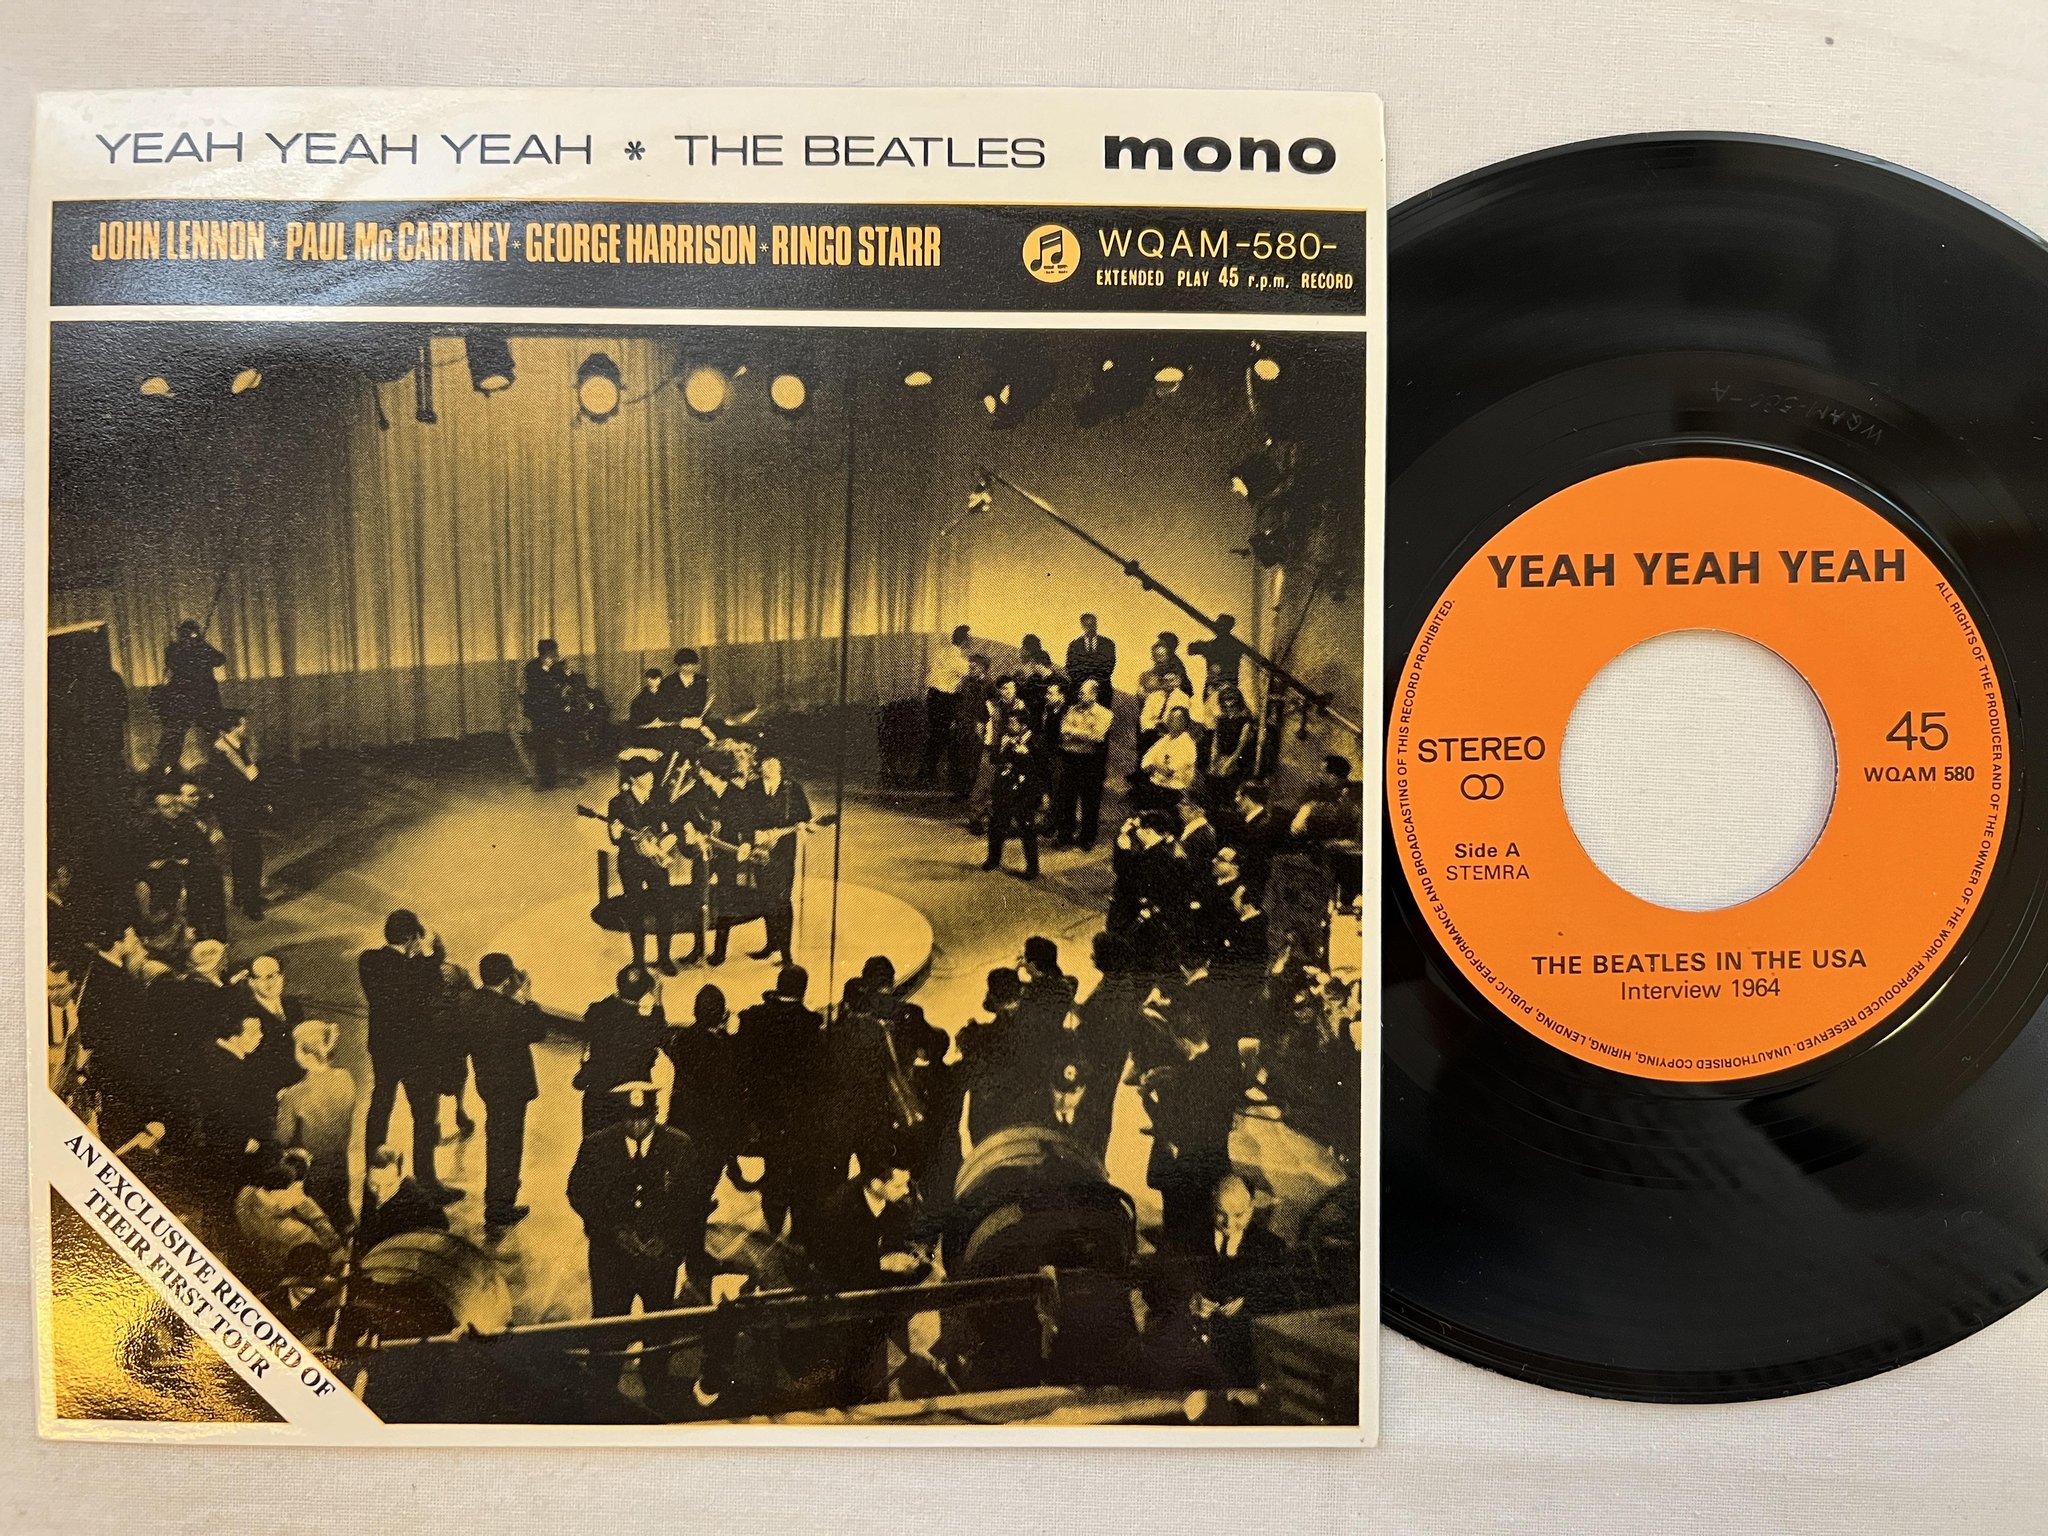 YEAH YEAH YEAH * THE BEATLES mono
JOHN LENNON * PAUL McCARTNEY * GEORGE HARRISON * RINGO STARR
WQAM-580-
EXTENDED PLAY 45 r.p.m. RECORD
AN EXCLUSIVE RECORD OF
THEIR FIRST TOUR
WQAM-580-A
YEAH YEAH YEAH
STEREO
45
WQAM 580
Side A
STEMRA
THE BEATLES IN THE USA
Interview 1964
ALL RIGHTS OF THE PRODUCER AND OF THE OWNER OF THE WORK REPRODUCED RESERVED. UNAUTHORISED COPYING, HIRING, LENDING, PUBLIC PERFORMANCE AND BROADCASTING OF THIS RECORD PROHIBITED.